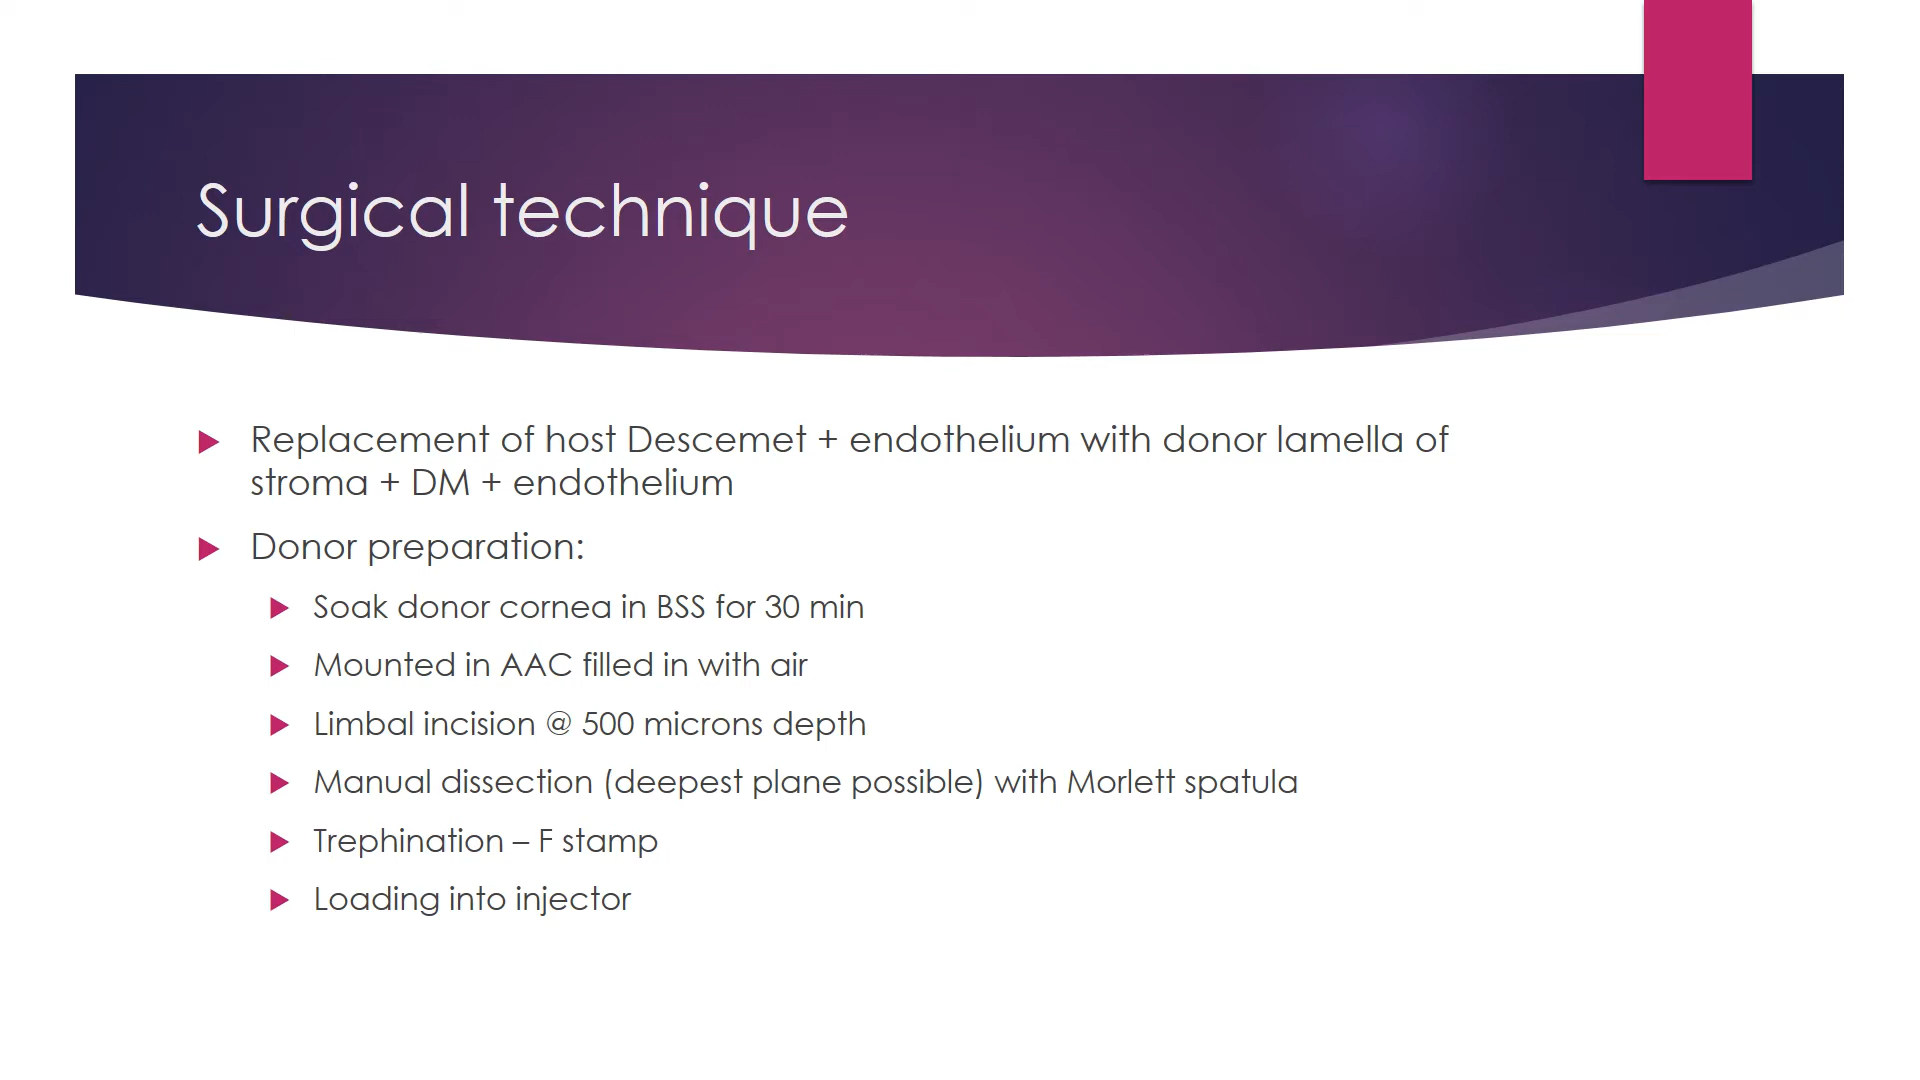 Surgical technique
Replacement of host Descemet + endothelium with donor lamella of
stroma + DM + endothelium
Donor preparation:
Soak donor cornea in BSS for 30 min
Mounted in AAC filled in with air
Limbal incision @ 500 microns depth
Manual dissection (deepest plane possible) with Morlett spatula
Trephination – F stamp
Loading into injector